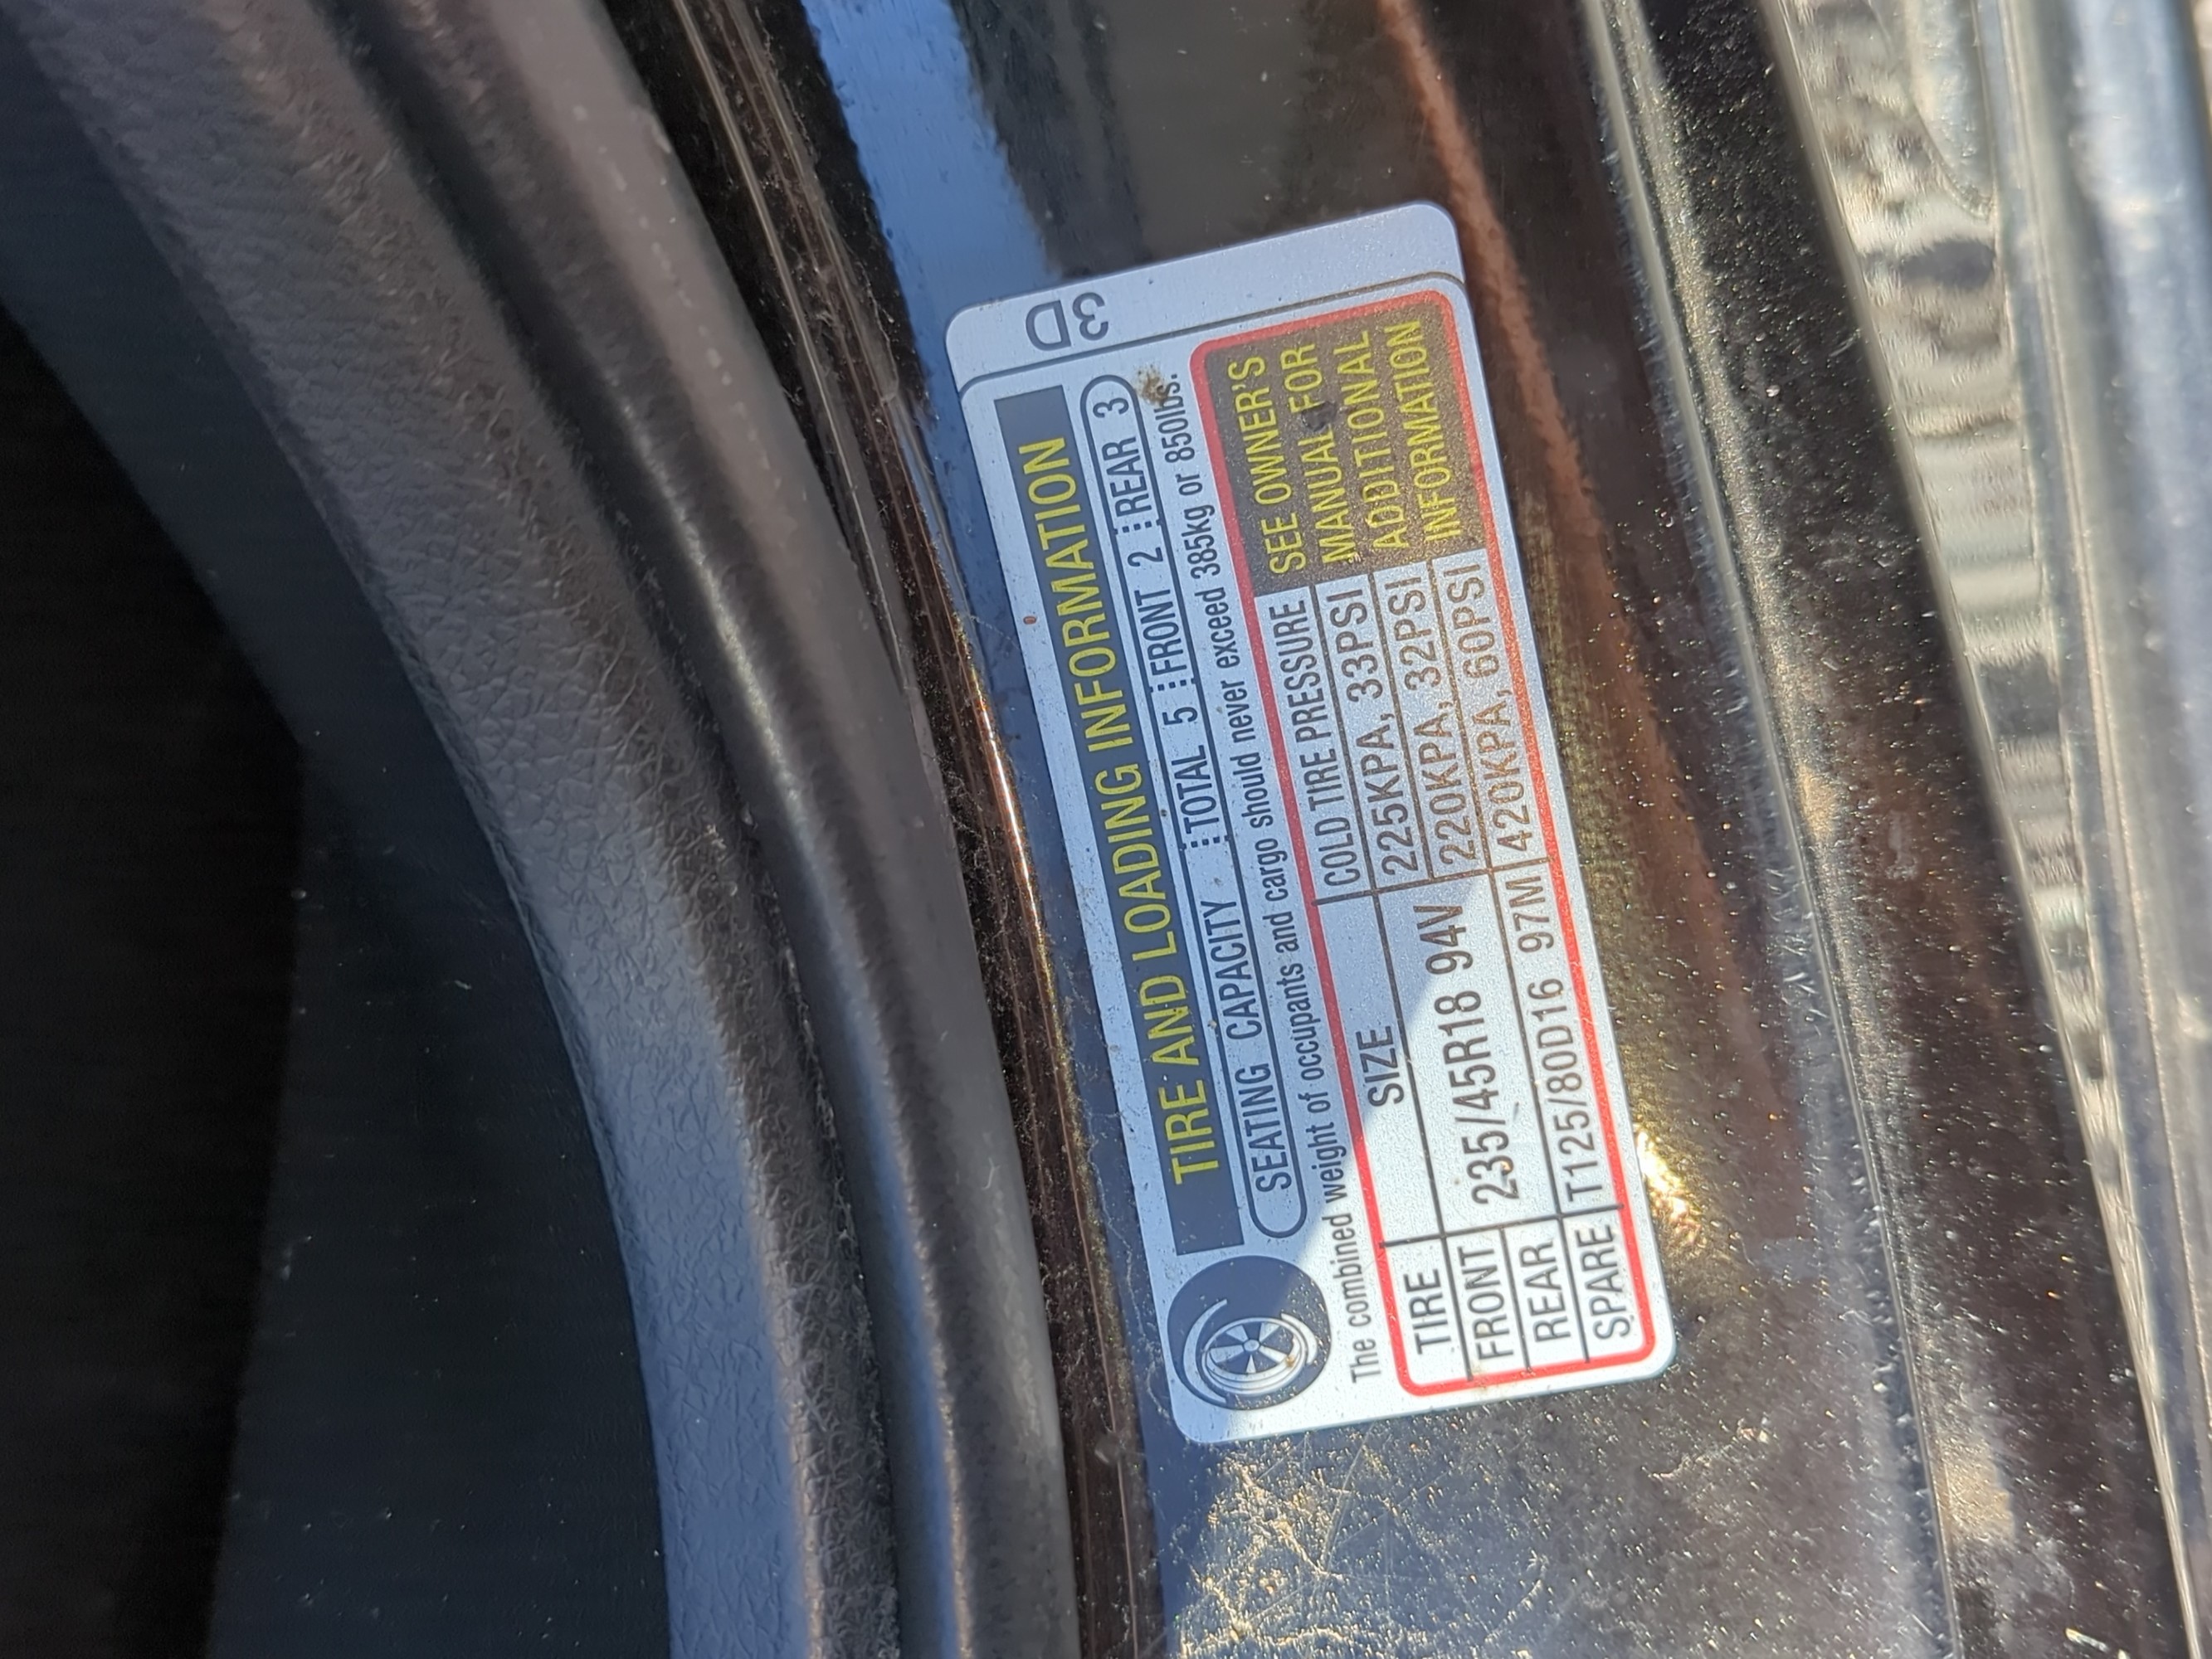 D3
TIRE AND LOADING INFORMATION
SEATING CAPACITY TOTAL 5 FRONT 2 REAR 3
The combined weight of occupants and cargo should never exceed 385kg or 850lbs.
TIRE SIZE COLD TIRE PRESSURE
FRONT 235/45R18 94V 225KPA, 33PSI
REAR 220KPA, 32PSI
SPARE T125/80D16 97M 420KPA, 60PSI
SEE OWNER'S
MANUAL FOR
ADDITIONAL
INFORMATION